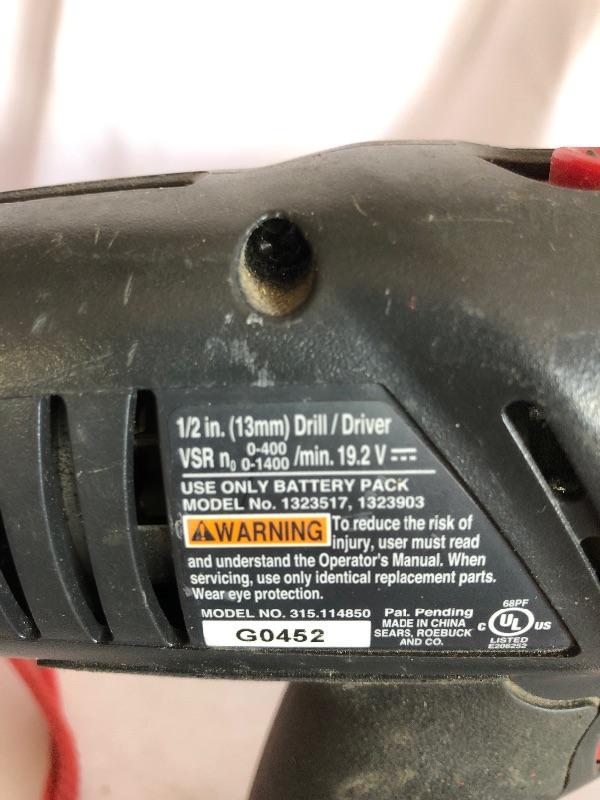 1/2 in. (13mm) Drill / Driver
VSR n₀ 0-400 0-1400 /min. 19.2 V ⎓
USE ONLY BATTERY PACK
MODEL No. 1323517, 1323903
WARNING To reduce the risk of
injury, user must read
and understand the Operator's Manual. When
servicing, use only identical replacement parts.
Wear eye protection.
MODEL NO. 315.114850 Pat. Pending
G0452
MADE IN CHINA
SEARS, ROEBUCK
AND CO.
68PF
C UL US
LISTED
E206252